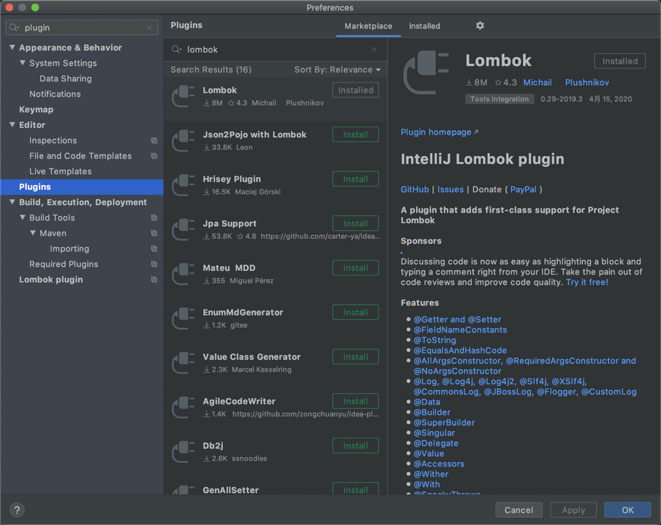 Preferences
plugin
Plugins
Marketplace
Installed
Appearance & Behavior
System Settings
Data Sharing
Notifications
Keymap
Editor
Inspections
File and Code Templates
Live Templates
Plugins
Build, Execution, Deployment
Build Tools
Maven
Importing
Required Plugins
Lombok plugin
lombok
Search Results (16)
Sort By: Relevance
Lombok
8M 4.3 Michail Plushnikov
Installed
Json2Pojo with Lombok
33.8K Leon
Install
Hrisey Plugin
16.5K Maciej Górski
Install
Jpa Support
53.8K 4.8 https://github.com/carter-ya/idea...
Install
Mateu MDD
355 Miguel Pérez
Install
EnumMdGenerator
1.2K gitee
Install
Value Class Generator
2.3K Marcel Kesselring
Install
AgileCodeWriter
1.4K https://github.com/zongchuanyu/idea-pl...
Install
Db2j
2.6K ssnoodles
Install
GenAllSetter
Install
Lombok
Installed
8M 4.3 Michail Plushnikov
Tools integration 0.29-2019.3 4月 15, 2020
Plugin homepage
IntelliJ Lombok plugin
GitHub | Issues | Donate ( PayPal )
A plugin that adds first-class support for Project
Lombok
Sponsors
Discussing code is now as easy as highlighting a block and
typing a comment right from your IDE. Take the pain out of
code reviews and improve code quality. Try it free!
Features
@Getter and @Setter
@FieldNameConstants
@ToString
@EqualsAndHashCode
@AllArgsConstructor, @RequiredArgsConstructor and
@NoArgsConstructor
@Log, @Log4j, @Log4j2, @Slf4j, @XSlf4j,
@CommonsLog, @JBossLog, @Flogger, @CustomLog
@Data
@Builder
@SuperBuilder
@Singular
@Delegate
@Value
@Accessors
@Wither
@With
@SneakyThrows
?
Cancel
Apply
OK